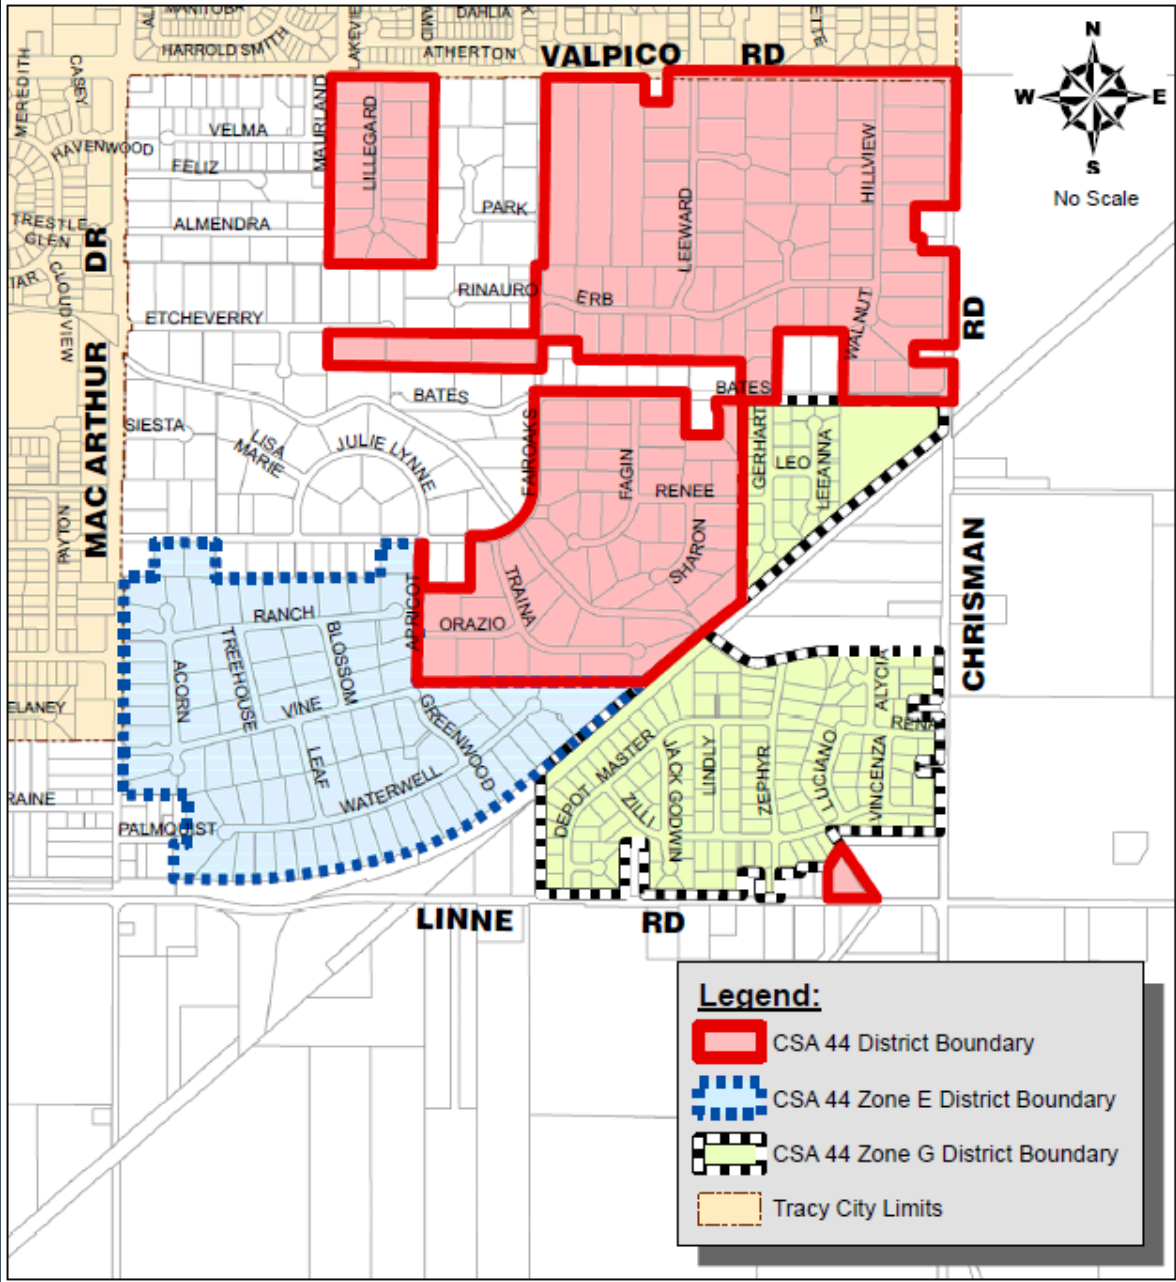 MANITOBA
HARROLD SMITH
DAHLIA
ATHERTON
VALPICO RD
N
W E
S
No Scale
MEREDITH
CASEY
HAVENWOOD
VELMA
FELIZ
MAURLAND
LILLEGARD
PARK
ALMENDRA
TRESTLE
GLEN
CLOUDVIEW
MAC ARTHUR DR
LEEWARD
HILLVIEW
RINAURO
ERB
ETCHEVERRY
WALNUT
CHRISMAN RD
BATES
BATES
SIESTA
LISA
MARIE
JULIE LYNNE
FAIROAKS
FAGIN
RENEE
GERHART
LEO
LEEANNA
SHARON
TRAINA
ORAZIO
APRICOT
RANCH
BLOSSOM
TREEHOUSE
ACORN
VINE
LEAF
GREENWOOD
WATERWELL
PALMQUIST
ELANEY
RAINE
ALYCIA
RENA
MASTER
DEPOT
ZILLI
JACK GODWIN
LINDLY
ZEPHYR
LUCIANO
VINCENZA
LINNE RD
Legend:
CSA 44 District Boundary
CSA 44 Zone E District Boundary
CSA 44 Zone G District Boundary
Tracy City Limits